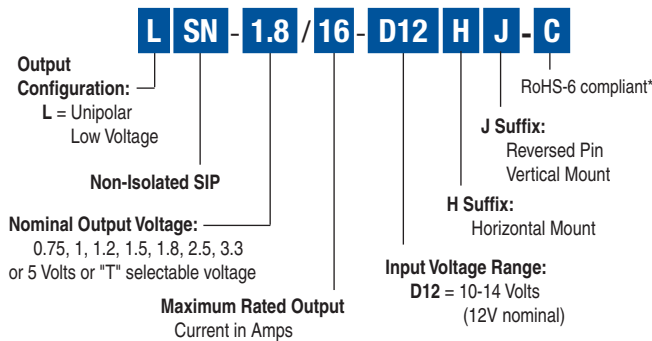 L SN - 1.8 / 16 - D12 H J - C
Output
Configuration:
L = Unipolar
Low Voltage
RoHS-6 compliant*
J Suffix:
Reversed Pin
Vertical Mount
Non-Isolated SIP
H Suffix:
Horizontal Mount
Nominal Output Voltage:
0.75, 1, 1.2, 1.5, 1.8, 2.5, 3.3
or 5 Volts or "T" selectable voltage
Input Voltage Range:
D12 = 10-14 Volts
(12V nominal)
Maximum Rated Output
Current in Amps